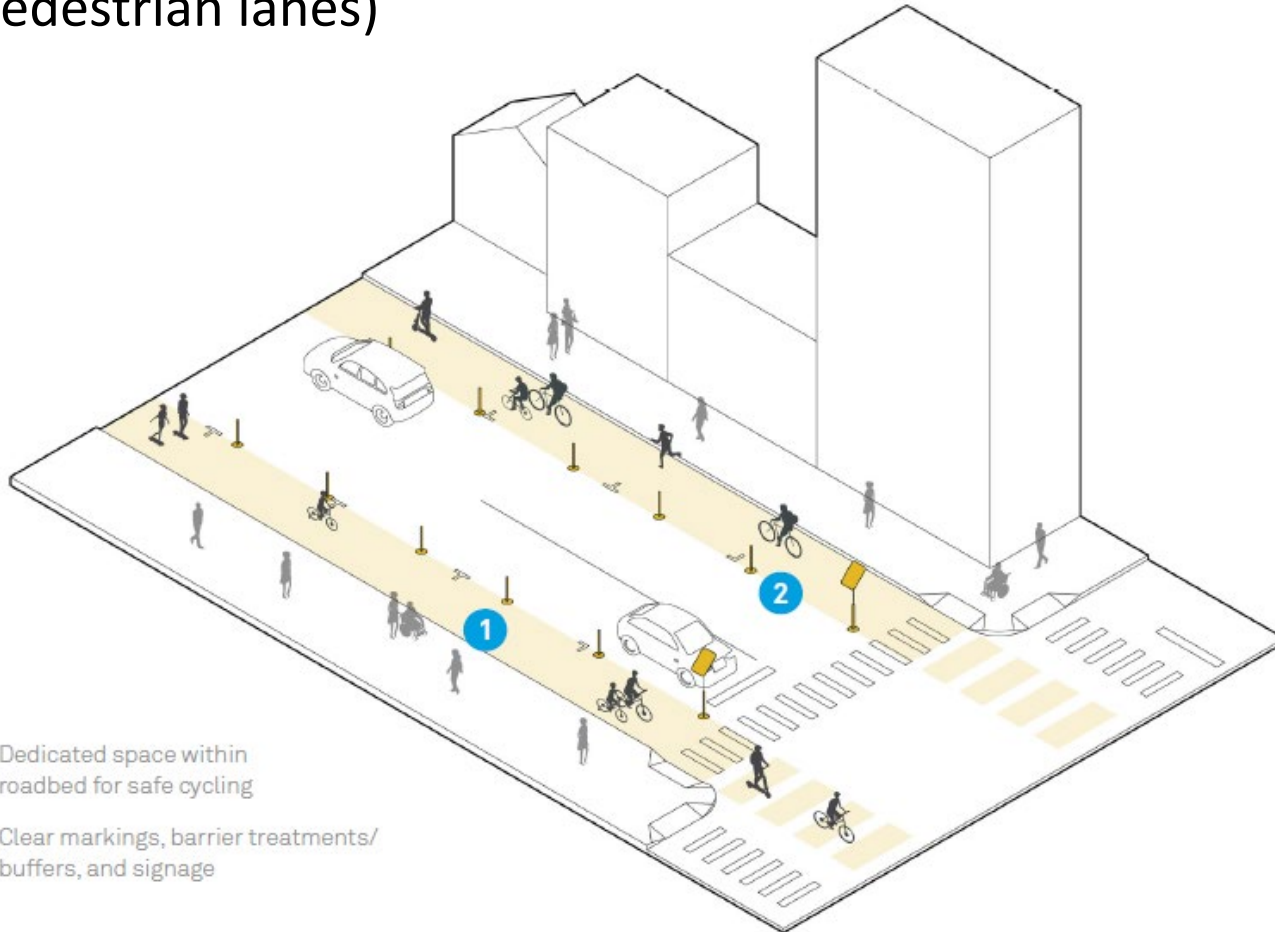 edestrian lanes)
1
2
Dedicated space within
roadbed for safe cycling
Clear markings, barrier treatments/
buffers, and signage